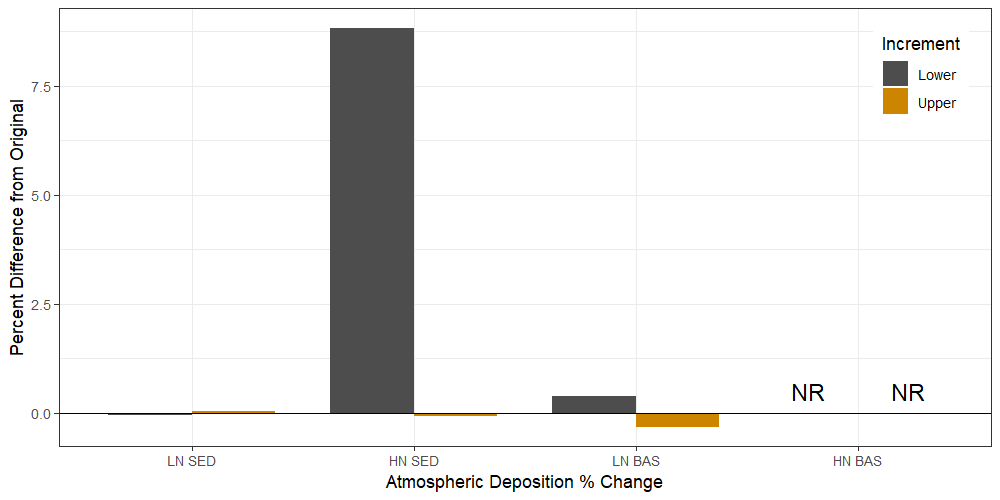 Increment
Lower
Upper
Percent Difference from Original
7.5
5.0
2.5
0.0
NR NR
LN SED HN SED LN BAS HN BAS
Atmospheric Deposition % Change